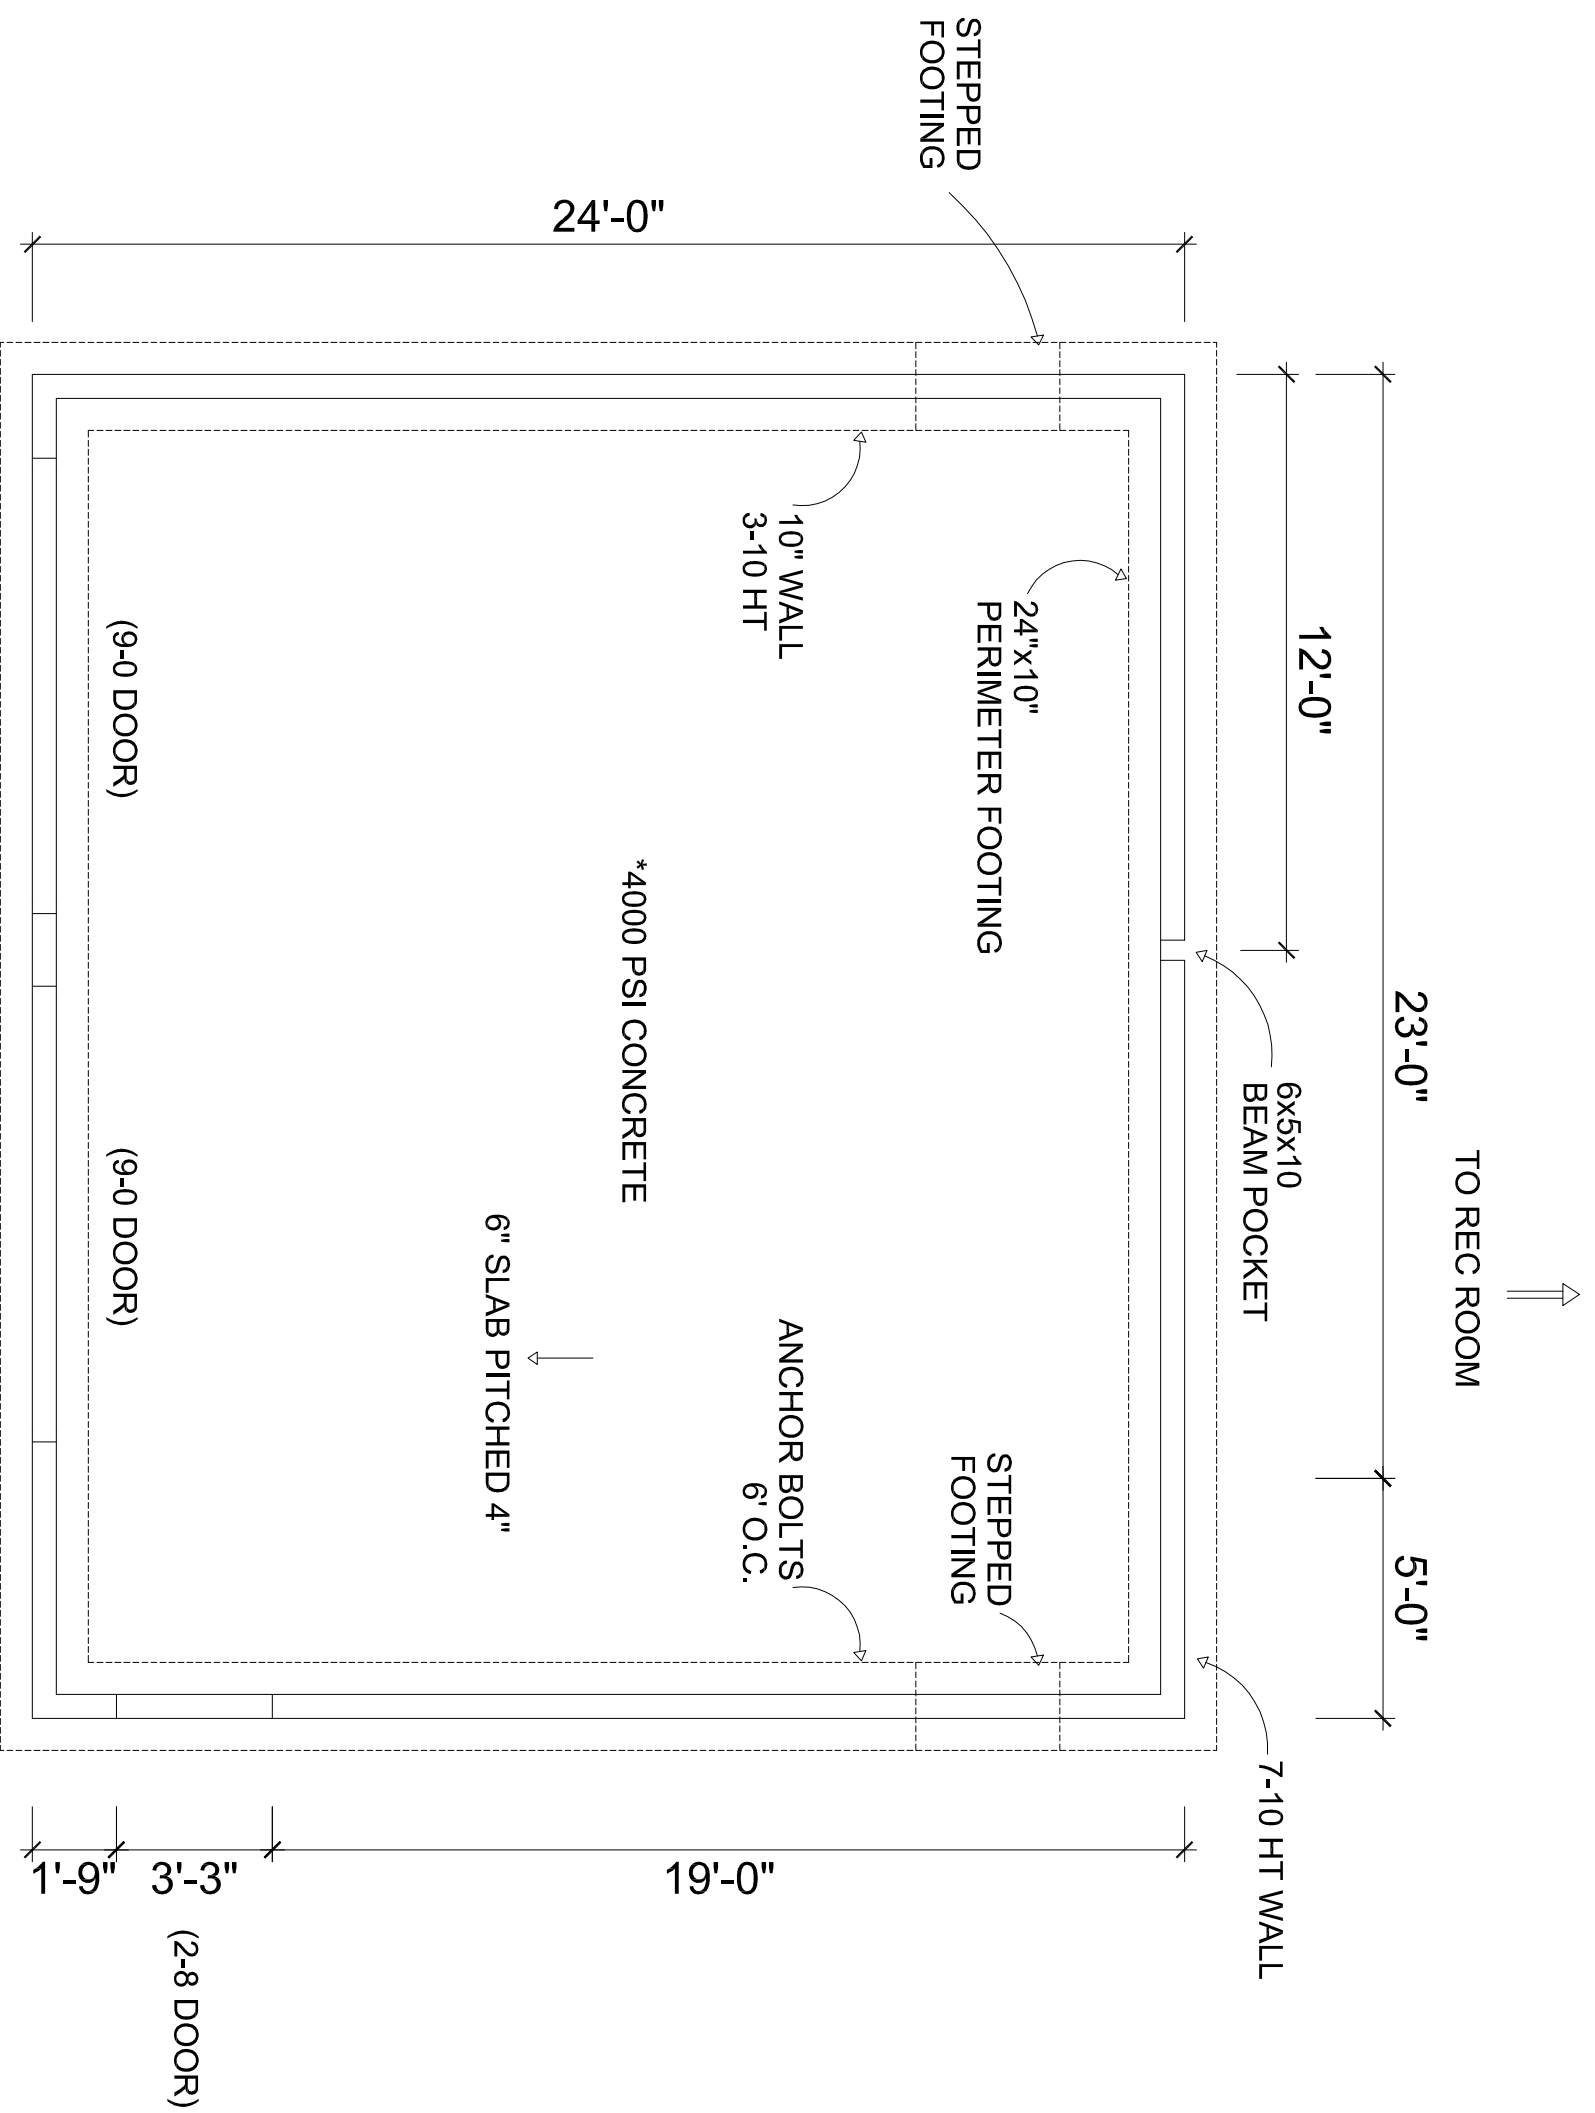 TO REC ROOM
23'-0"
5'-0"
12'-0"
6x5x10
BEAM POCKET
7-10 HT WALL
STEPPED
FOOTING
24'-0"
24"x10"
PERIMETER FOOTING
STEPPED
FOOTING
10" WALL
3-10 HT
ANCHOR BOLTS
6' O.C.
*4000 PSI CONCRETE
6" SLAB PITCHED 4"
19'-0"
3'-3"
1'-9"
(2-8 DOOR)
(9-0 DOOR)
(9-0 DOOR)